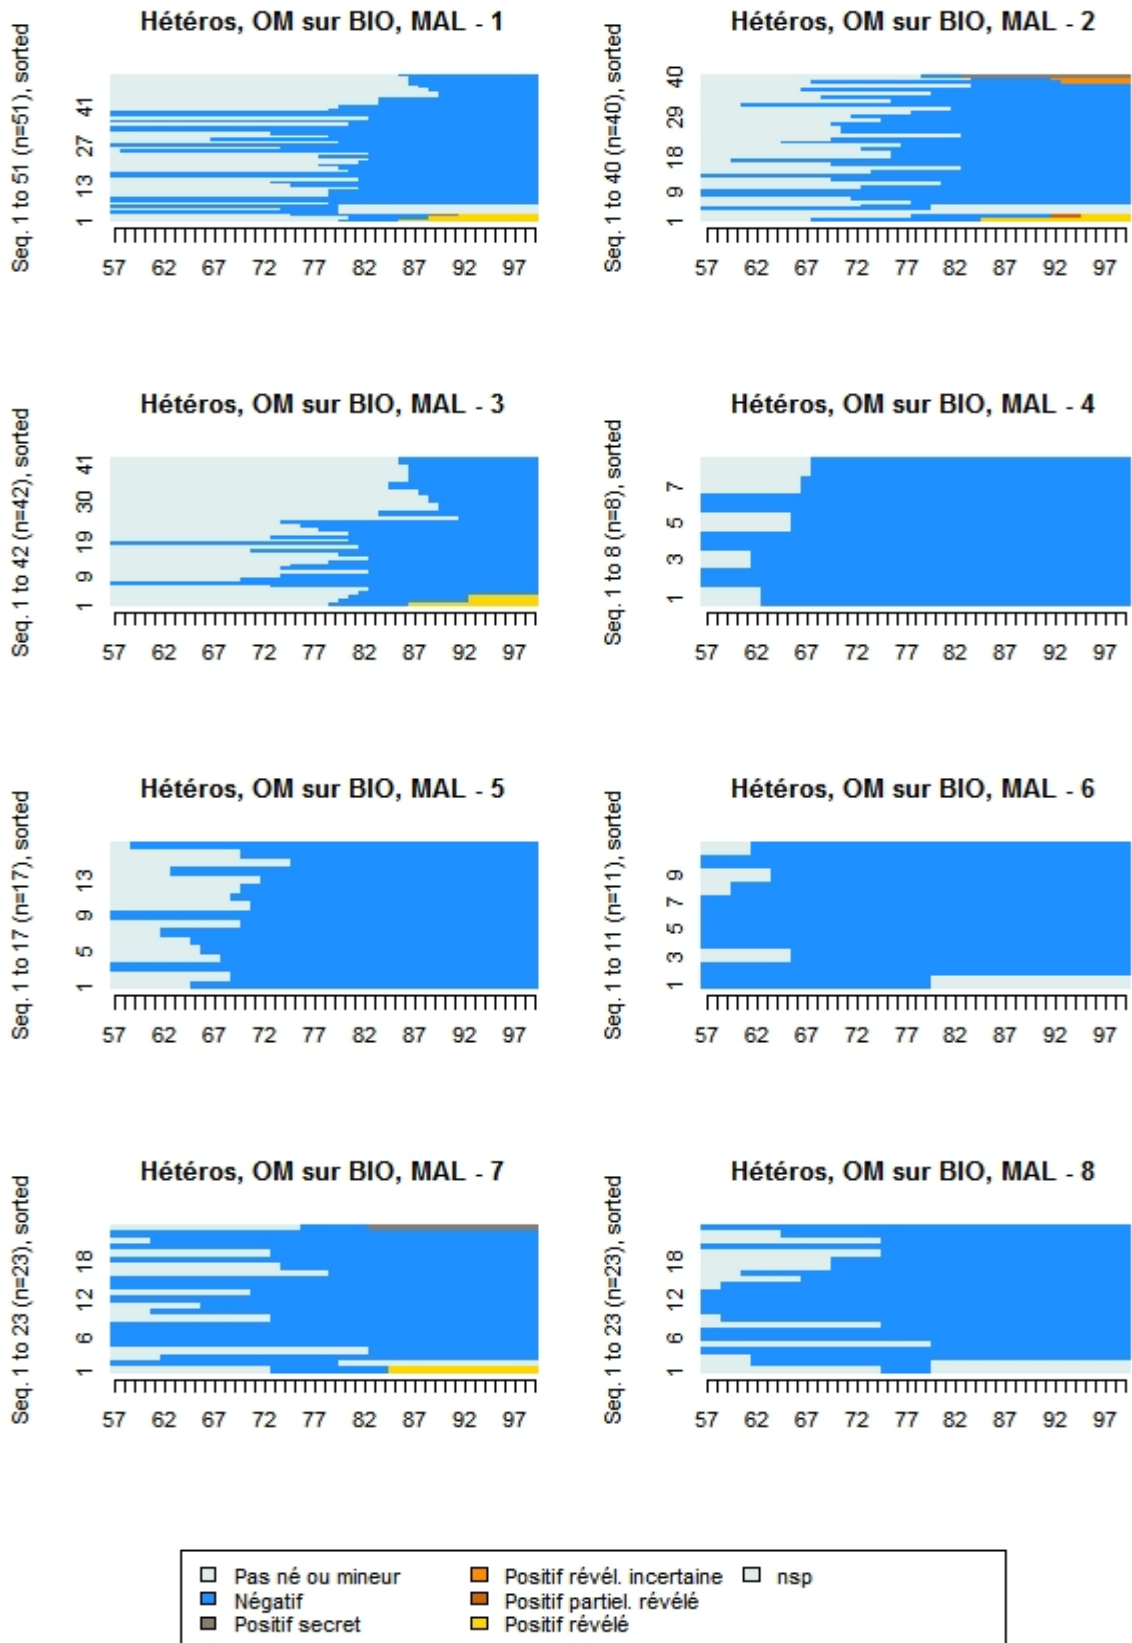 Hétéros, OM sur BIO, MAL - 1
Seq. 1 to 51 (n=51), sorted
1 13 27 41
57 62 67 72 77 82 87 92 97
Hétéros, OM sur BIO, MAL - 2
Seq. 1 to 40 (n=40), sorted
1 9 18 29 40
57 62 67 72 77 82 87 92 97
Hétéros, OM sur BIO, MAL - 3
Seq. 1 to 42 (n=42), sorted
1 9 19 30 41
57 62 67 72 77 82 87 92 97
Hétéros, OM sur BIO, MAL - 4
Seq. 1 to 8 (n=8), sorted
1 3 5 7
57 62 67 72 77 82 87 92 97
Hétéros, OM sur BIO, MAL - 5
Seq. 1 to 17 (n=17), sorted
1 5 9 13
57 62 67 72 77 82 87 92 97
Hétéros, OM sur BIO, MAL - 6
Seq. 1 to 11 (n=11), sorted
1 3 5 7 9
57 62 67 72 77 82 87 92 97
Hétéros, OM sur BIO, MAL - 7
Seq. 1 to 23 (n=23), sorted
1 6 12 18
57 62 67 72 77 82 87 92 97
Hétéros, OM sur BIO, MAL - 8
Seq. 1 to 23 (n=23), sorted
1 6 12 18
57 62 67 72 77 82 87 92 97
Pas né ou mineur
Négatif
Positif secret
Positif révél. incertaine
Positif partiel. révélé
Positif révélé
nsp